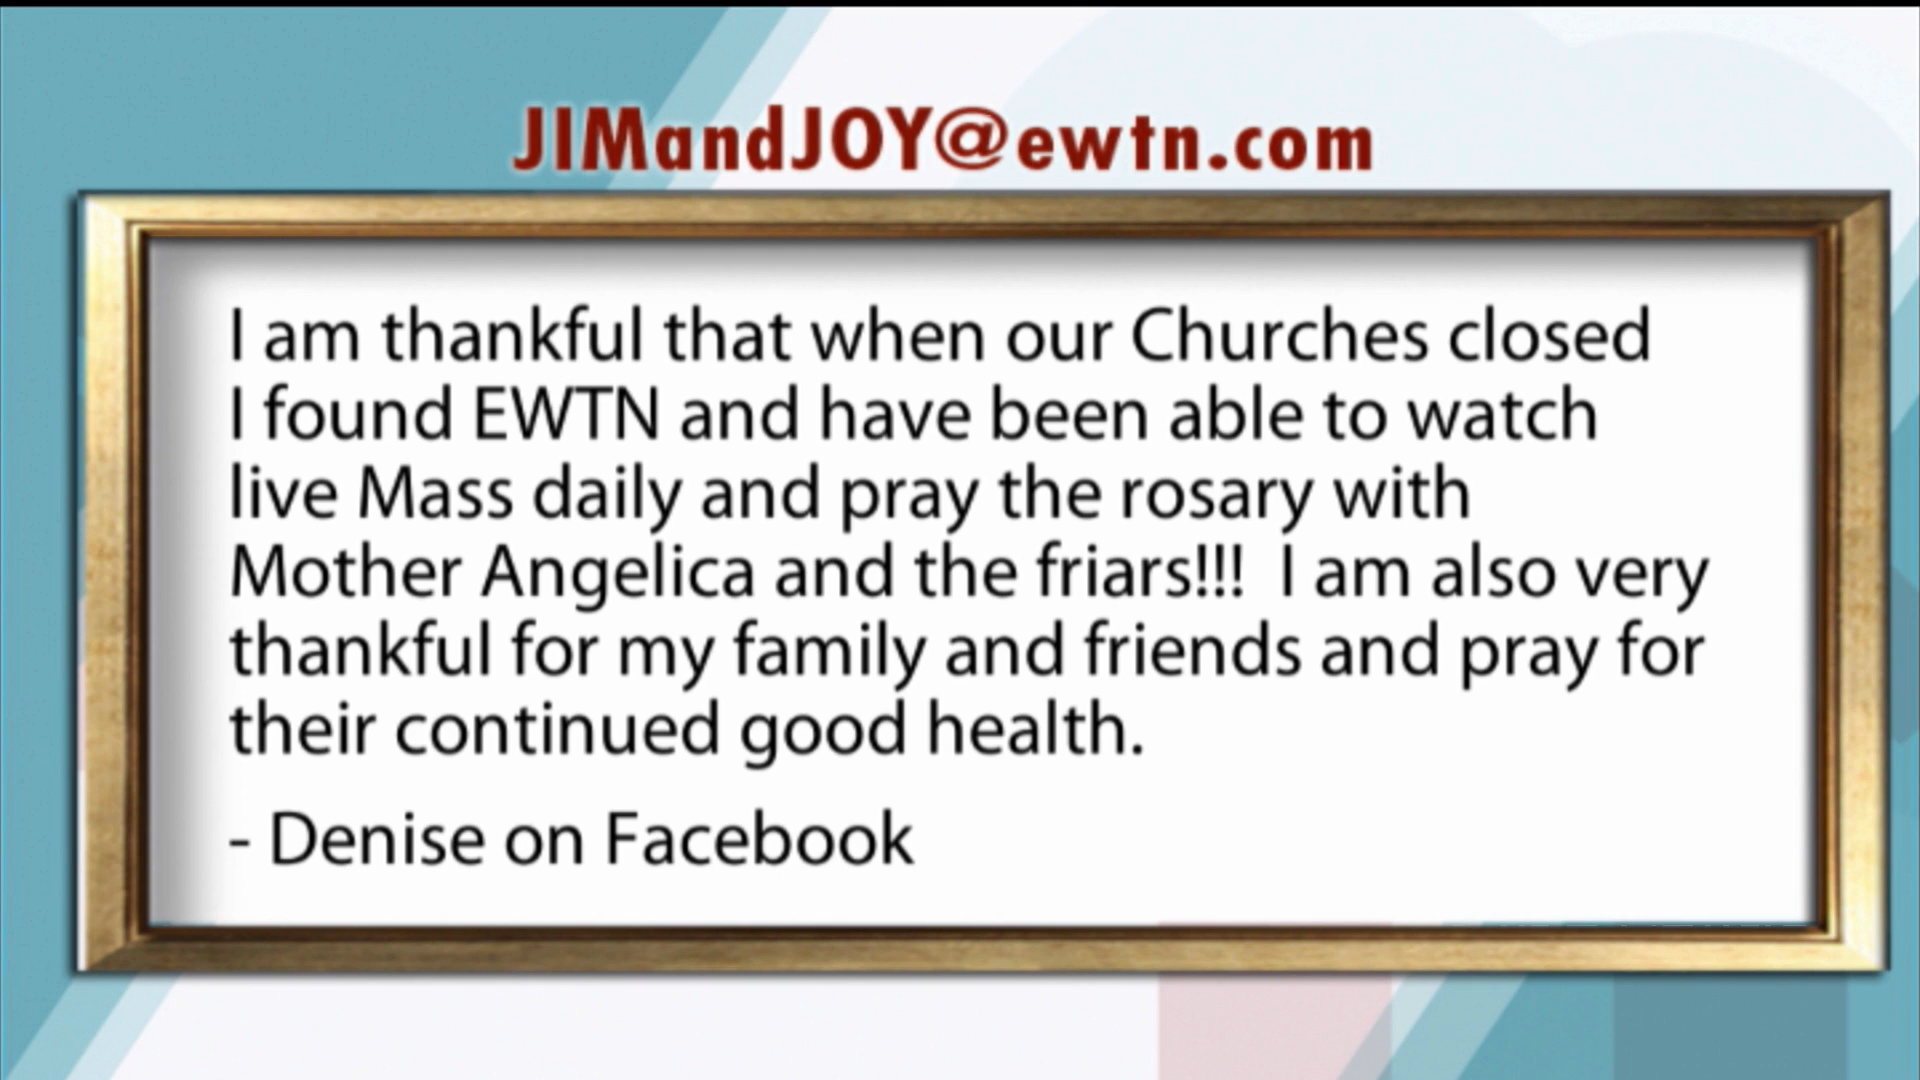 JIMandJOY@ewtn.com
I am thankful that when our Churches closed
I found EWTN and have been able to watch
live Mass daily and pray the rosary with
Mother Angelica and the friars!!!  I am also very
thankful for my family and friends and pray for
their continued good health.
- Denise on Facebook